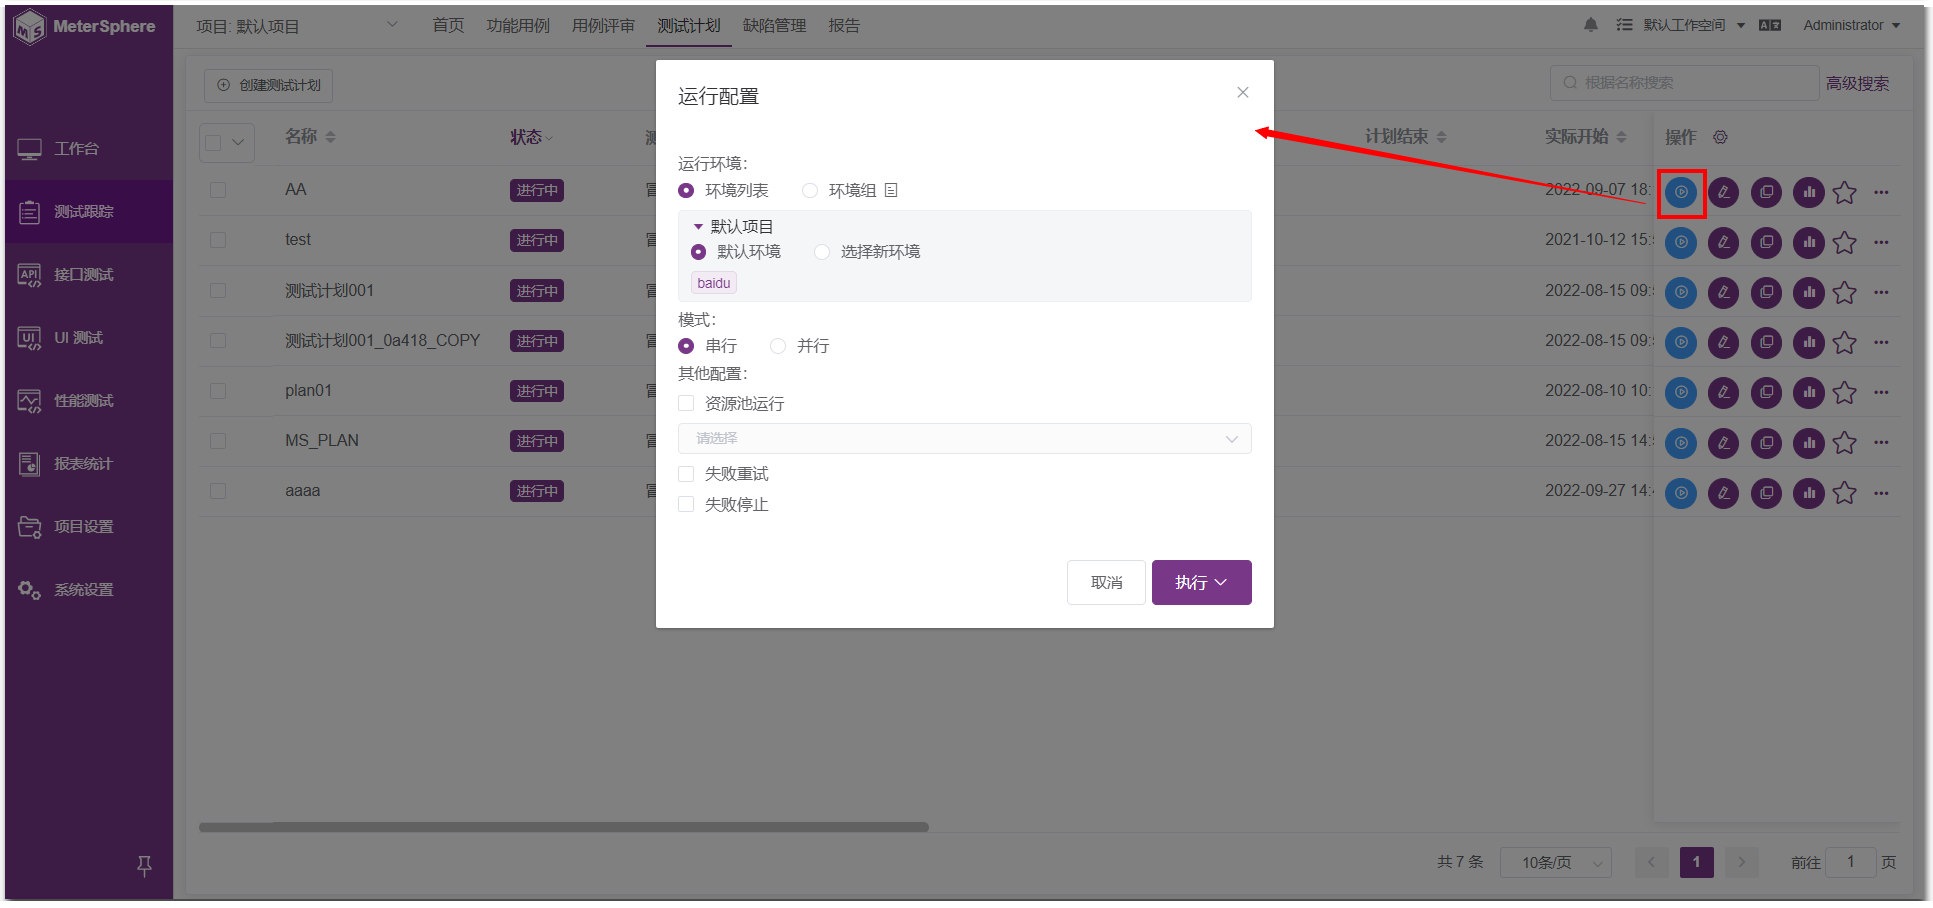 MeterSphere
项目: 默认项目
首页
功能用例
用例评审
测试计划
缺陷管理
报告
默认工作空间
Administrator
工作台
测试跟踪
接口测试
UI 测试
性能测试
报表统计
项目设置
系统设置
创建测试计划
根据名称搜索
高级搜索
名称
状态
计划结束
实际开始
操作
AA
进行中
2022-09-07 18:
test
进行中
2021-10-12 15:
测试计划001
进行中
2022-08-15 09:
测试计划001_0a418_COPY
进行中
2022-08-15 09:
plan01
进行中
2022-08-10 10:
MS_PLAN
进行中
2022-08-15 14:
aaaa
进行中
2022-09-27 14:
运行配置
运行环境：
环境列表
环境组
默认项目
默认环境
选择新环境
baidu
模式：
串行
并行
其他配置：
资源池运行
请选择
失败重试
失败停止
取消
执行
共 7 条
10条/页
1
前往
1
页